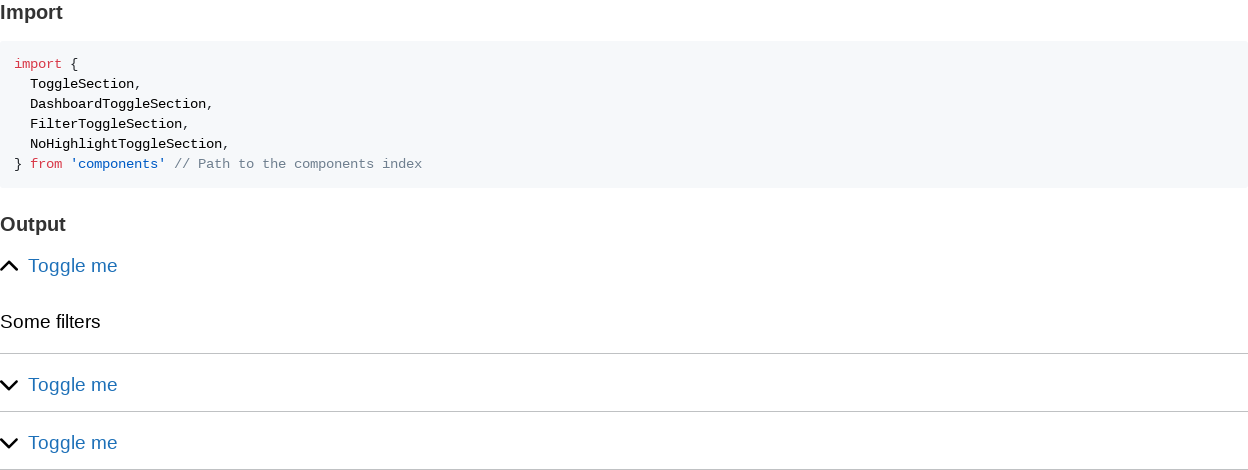 Import
import {
  ToggleSection,
  DashboardToggleSection,
  FilterToggleSection,
  NoHighlightToggleSection,
} from 'components' // Path to the components index
Output
Toggle me
Some filters
Toggle me
Toggle me